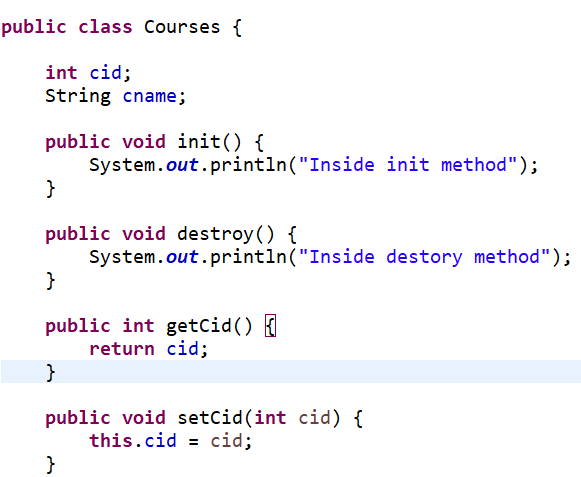 public class Courses {
int cid;
String cname;
public void init() {
System.out.println("Inside init method");
}
public void destroy() {
System.out.println("Inside destory method");
}
public int getCid() {
return cid;
}
public void setCid(int cid) {
this.cid = cid;
}